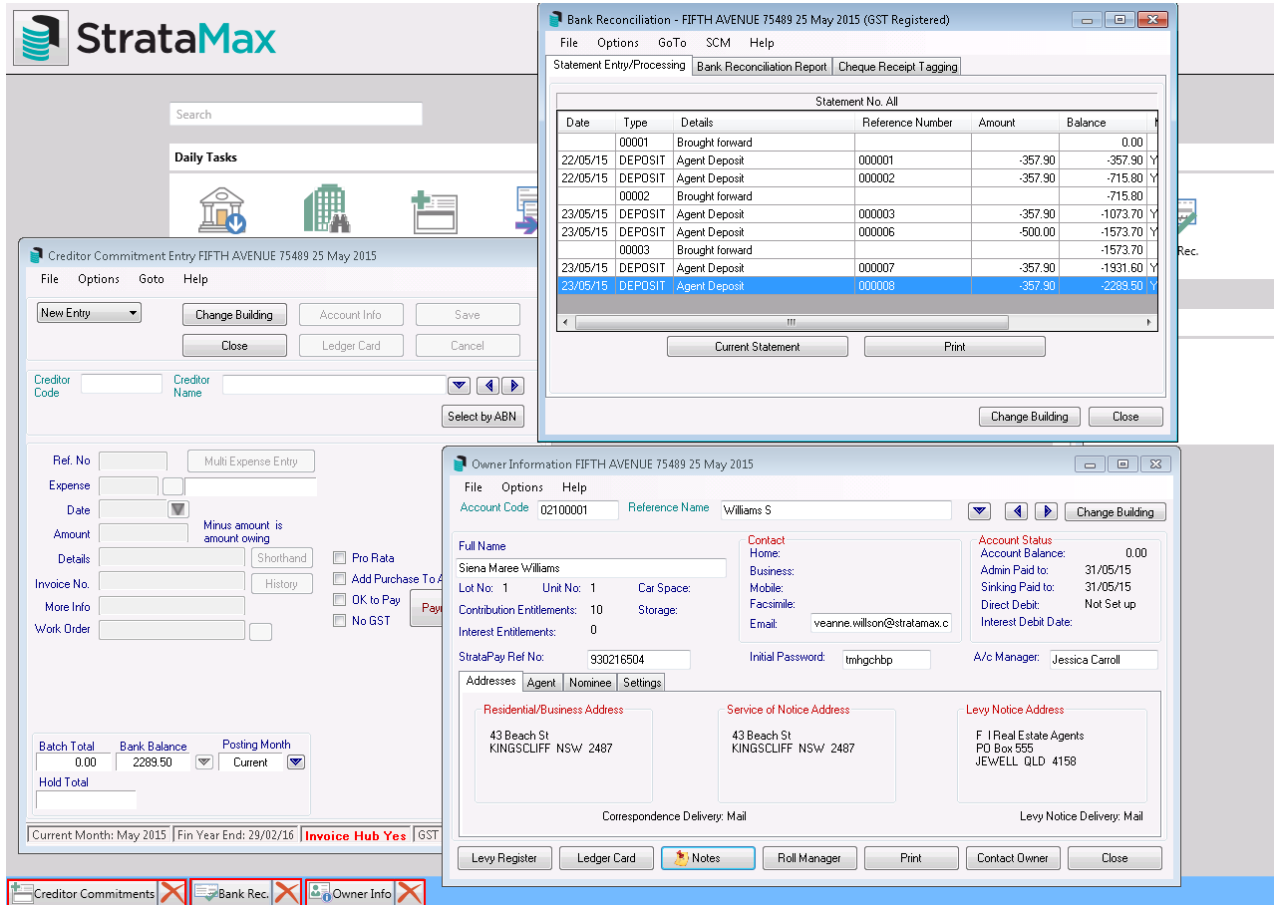 StrataMax
Search
Daily Tasks
Rec.
Bank Reconciliation - FIFTH AVENUE 75489 25 May 2015 (GST Registered)
File Options GoTo SCM Help
Statement Entry/Processing Bank Reconciliation Report Cheque Receipt Tagging
Statement No. All
Date Type Details Reference Number Amount Balance
00001 Brought forward 0.00
22/05/15 DEPOSIT Agent Deposit 000001 -357.90 -357.90 Y
22/05/15 DEPOSIT Agent Deposit 000002 -357.90 -715.80 Y
00002 Brought forward -715.80
23/05/15 DEPOSIT Agent Deposit 000003 -357.90 -1073.70 Y
23/05/15 DEPOSIT Agent Deposit 000006 -500.00 -1573.70 Y
00003 Brought forward -1573.70
23/05/15 DEPOSIT Agent Deposit 000007 -357.90 -1931.60 Y
23/05/15 DEPOSIT Agent Deposit 000008 -357.90 -2289.50 Y
Current Statement Print
Change Building Close
Creditor Commitment Entry FIFTH AVENUE 75489 25 May 2015
File Options Goto Help
New Entry Change Building Account Info Save
Close Ledger Card Cancel
Creditor Code Creditor Name
Select by ABN
Ref. No Multi Expense Entry
Expense
Date
Amount Minus amount is amount owing
Details Shorthand Pro Rata
Invoice No. History Add Purchase To A
More Info OK to Pay
Work Order No GST
Batch Total Bank Balance Posting Month
0.00 2289.50 Current
Hold Total
Current Month: May 2015 Fin Year End: 29/02/16 Invoice Hub Yes GST
Owner Information FIFTH AVENUE 75489 25 May 2015
File Options Help
Account Code 02100001 Reference Name Williams S Change Building
Full Name
Siena Maree Williams
Lot No: 1 Unit No: 1 Car Space:
Contribution Entitlements: 10 Storage:
Interest Entitlements: 0
StrataPay Ref No: 930216504
Contact
Home:
Business:
Mobile:
Facsimile:
Email: veanne.willson@stratamax.c
Initial Password: tmhgchbp
Account Status
Account Balance: 0.00
Admin Paid to: 31/05/15
Sinking Paid to: 31/05/15
Direct Debit: Not Set up
Interest Debit Date:
A/c Manager: Jessica Carroll
Addresses Agent Nominee Settings
Residential/Business Address
43 Beach St
KINGSCLIFF NSW 2487
Service of Notice Address
43 Beach St
KINGSCLIFF NSW 2487
Levy Notice Address
F I Real Estate Agents
PO Box 555
JEWELL QLD 4158
Correspondence Delivery: Mail Levy Notice Delivery: Mail
Levy Register Ledger Card Notes Roll Manager Print Contact Owner Close
Creditor Commitments Bank Rec. Owner Info